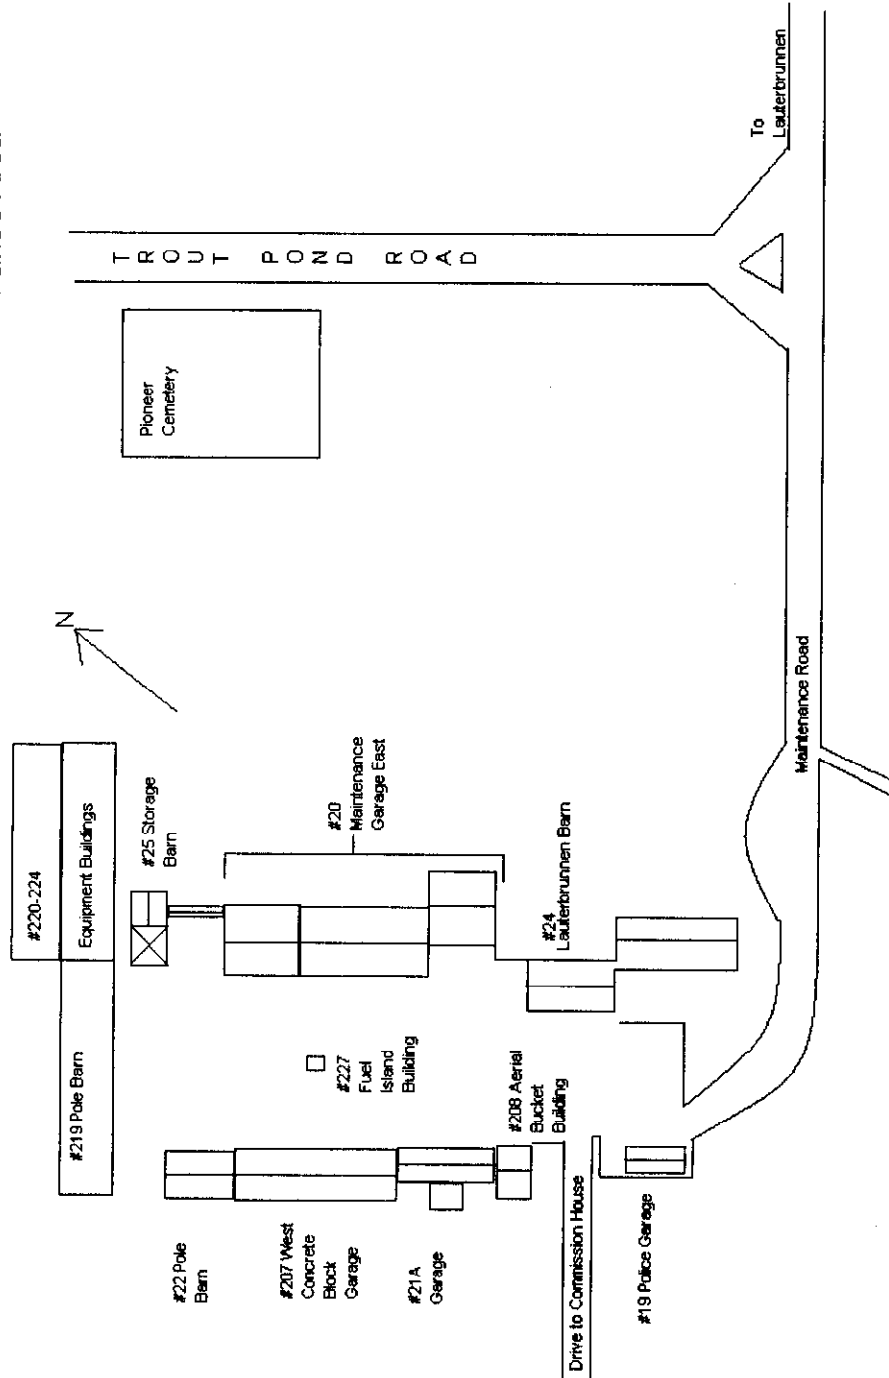 #220-224
Equipment Buildings
#219 Pole Barn
#25 Storage
Barn
#22 Pole
Barn
#207 West
Concrete
Block
Garage
#21A
Garage
#208 Aerial
Bucket
Building
#227
Fuel
Island
Building
#20
Maintenance
Garage East
#24
Lauterbrunnen Barn
Drive to Commission House
#19 Police Garage
N
Pioneer
Cemetery
TROUT POND ROAD
To
Lauterbrunnen
Maintenance Road